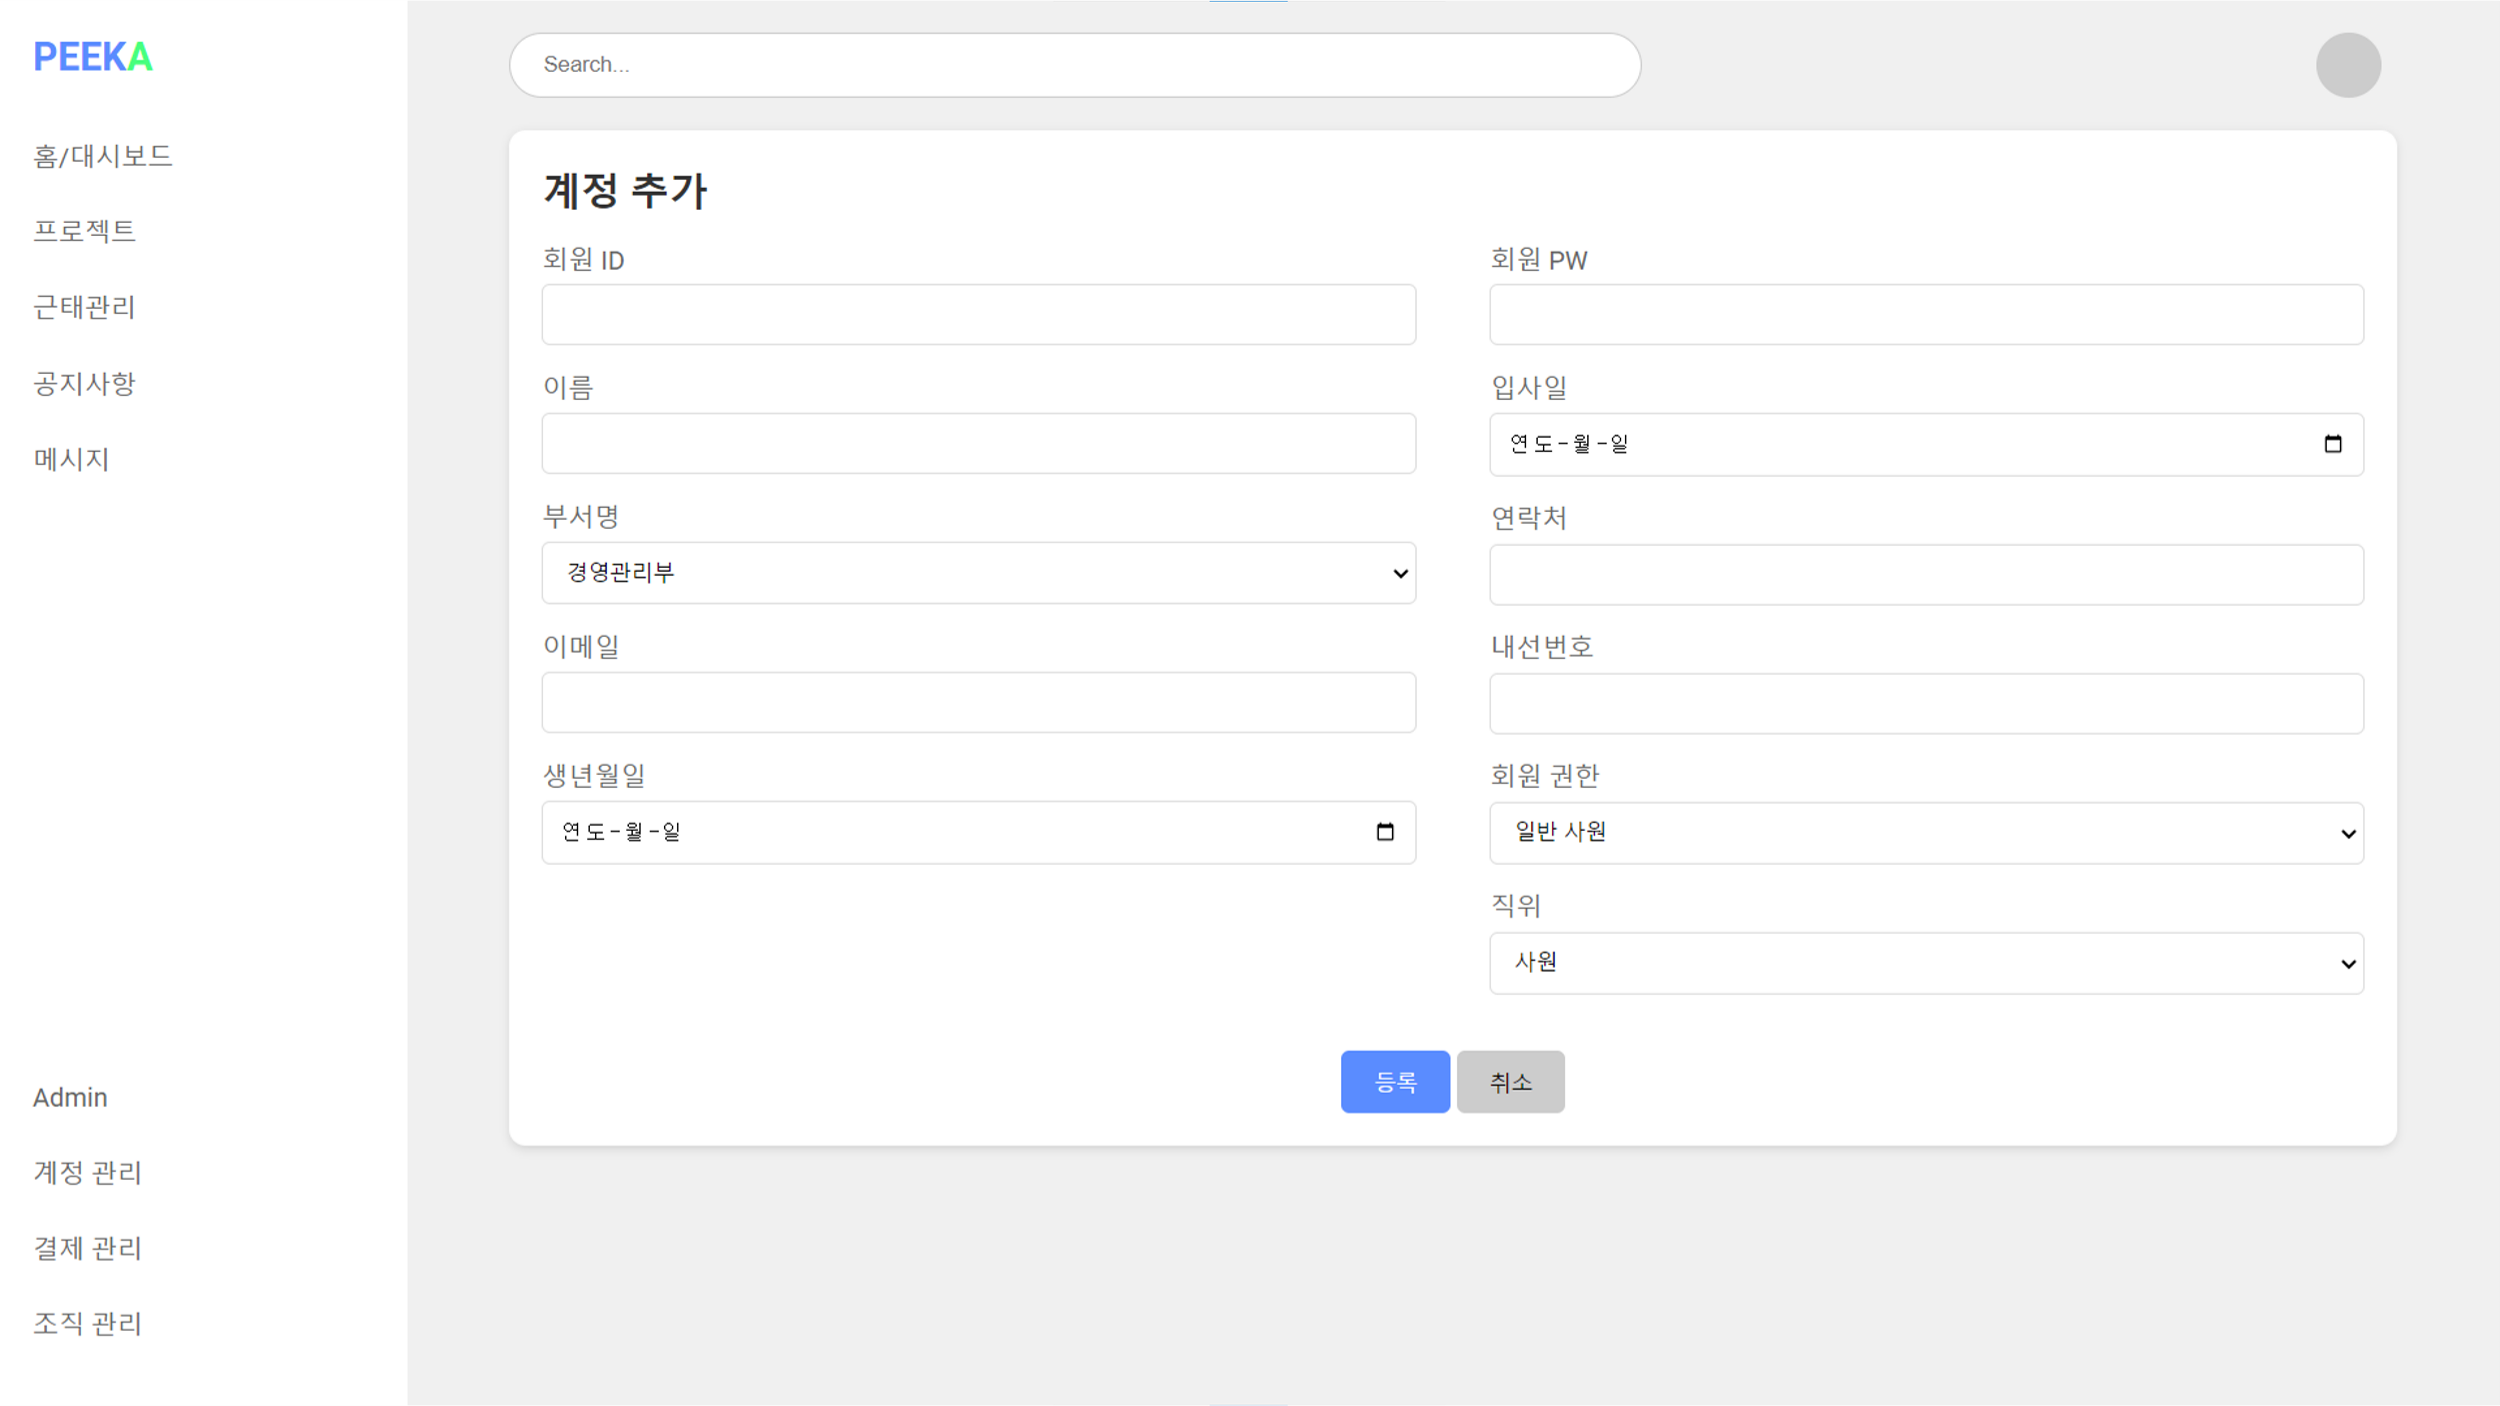 PEEKA
홈/대시보드
프로젝트
근태관리
공지사항
메시지
Admin
계정 관리
결제 관리
조직 관리
Search...
계정 추가
회원 ID
회원 PW
이름
입사일
연도-월-일
부서명
경영관리부
연락처
이메일
내선번호
생년월일
연도-월-일
회원 권한
일반 사원
직위
사원
등록
취소